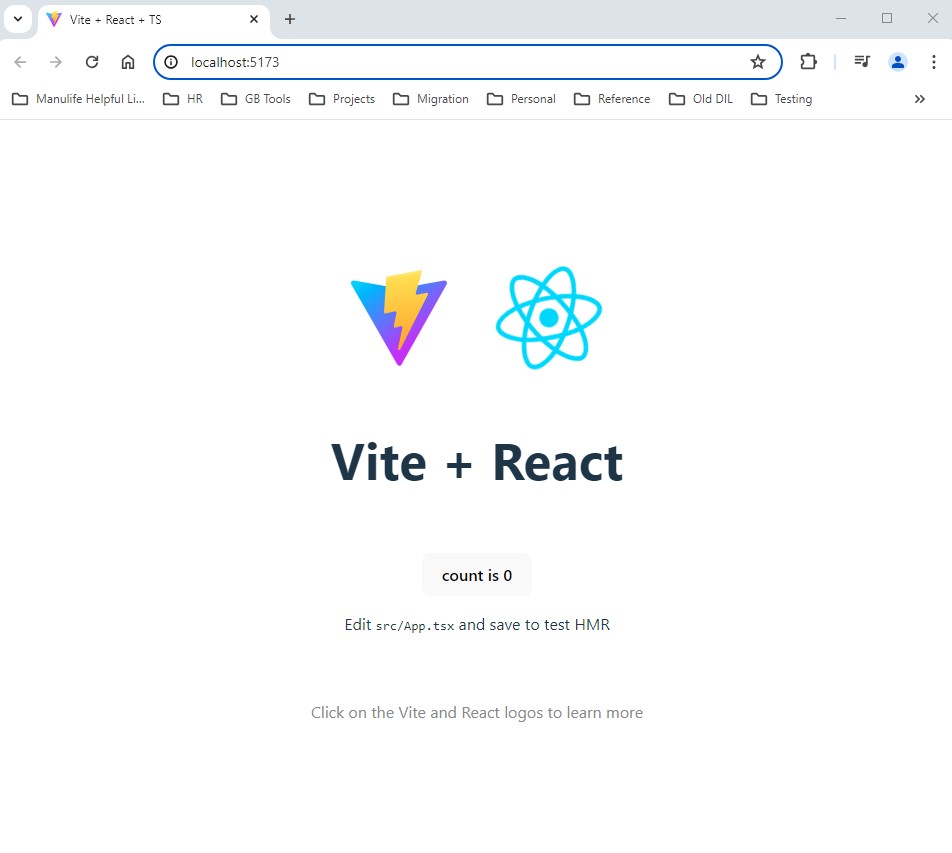 Vite + React + TS
localhost:5173
Manulife Helpful Li... HR GB Tools Projects Migration Personal Reference Old DIL Testing
Vite + React
count is 0
Edit src/App.tsx and save to test HMR
Click on the Vite and React logos to learn more